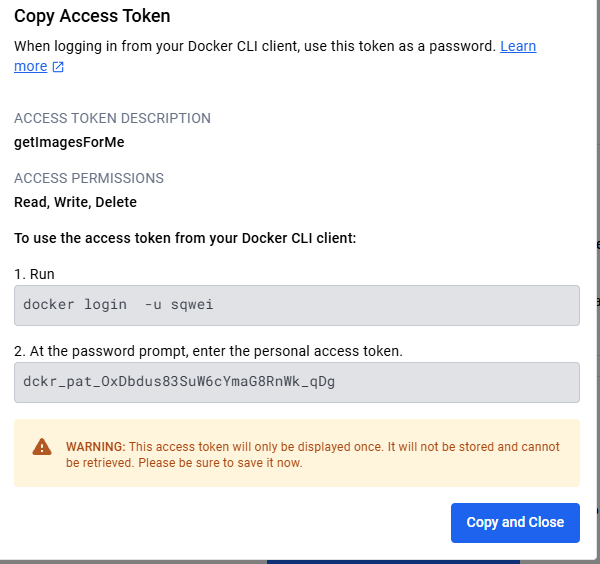 Copy Access Token
When logging in from your Docker CLI client, use this token as a password. Learn
more
ACCESS TOKEN DESCRIPTION
getImagesForMe
ACCESS PERMISSIONS
Read, Write, Delete
To use the access token from your Docker CLI client:
1. Run
docker login  -u sqwei
2. At the password prompt, enter the personal access token.
dckr_pat_OxDbdus83SuW6cYmaG8RnWk_qDg
WARNING: This access token will only be displayed once. It will not be stored and cannot
be retrieved. Please be sure to save it now.
Copy and Close